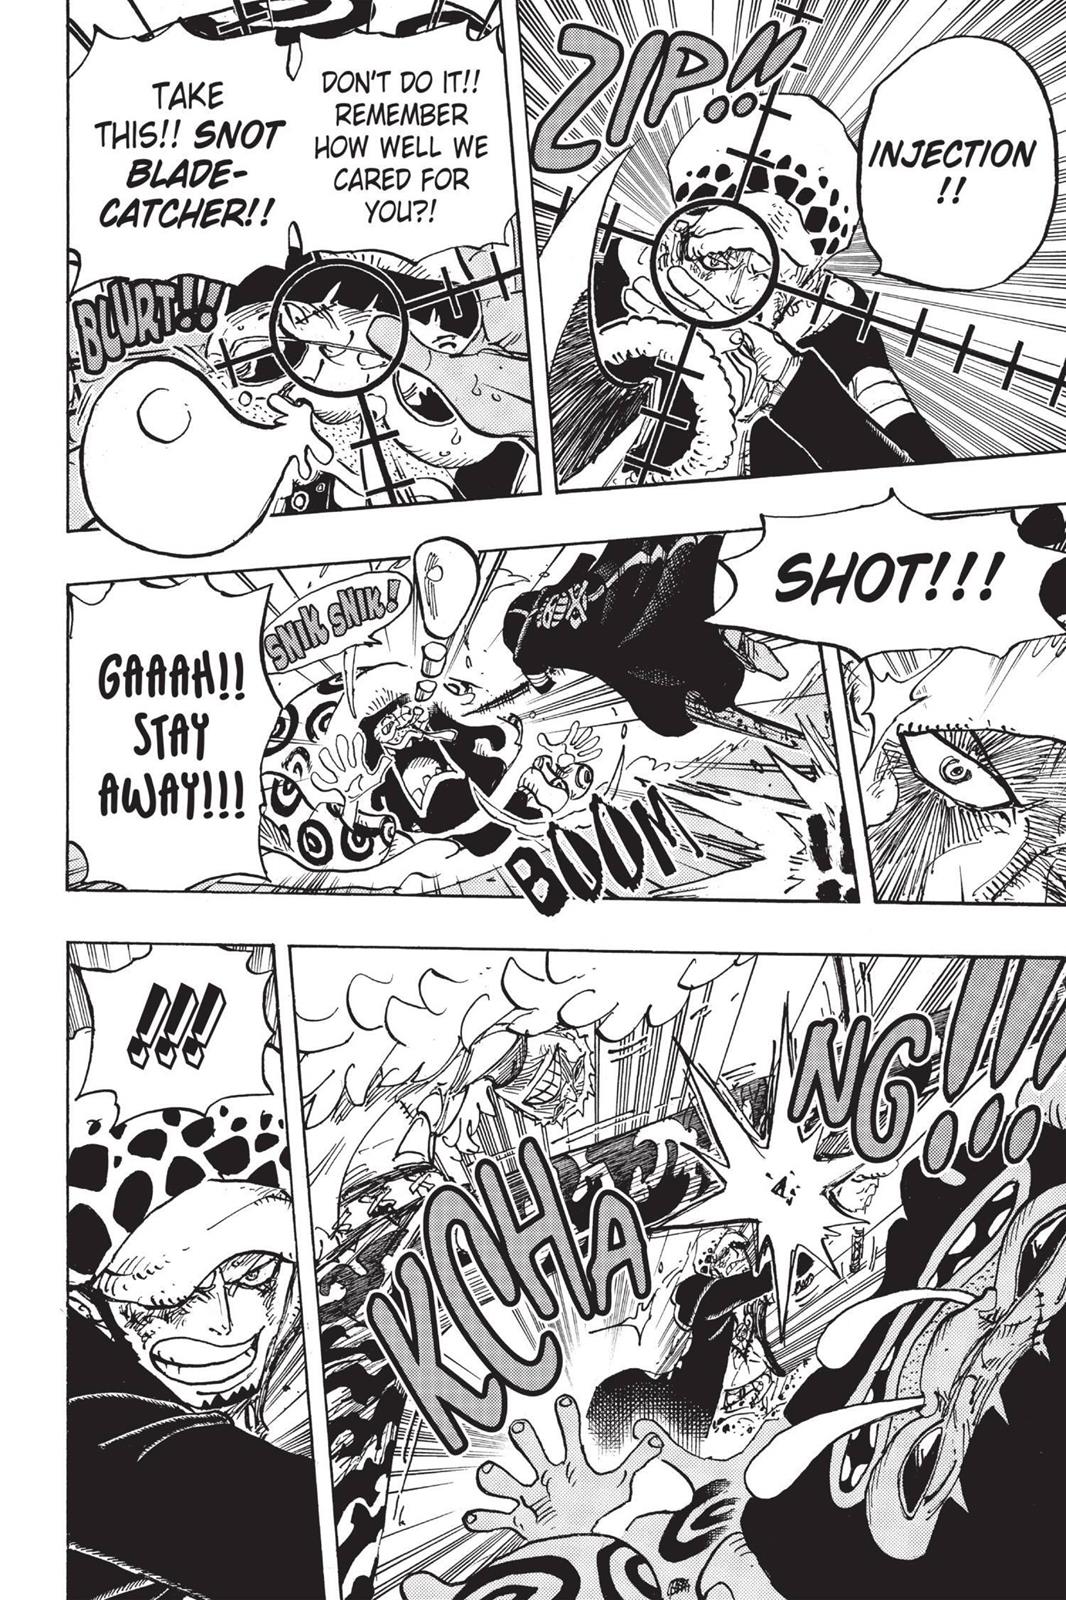 INJECTION
!!
ZIP!!
DON'T DO IT!!
REMEMBER
HOW WELL WE
CARED FOR
YOU?!
TAKE
THIS!! SNOT
BLADE-
CATCHER!!
BLURT!!!
SHOT!!!
SNIK SNIK!
BOOM
GAAAH!!
STAY
AWAY!!!
KCHA
NG!!!
!!!